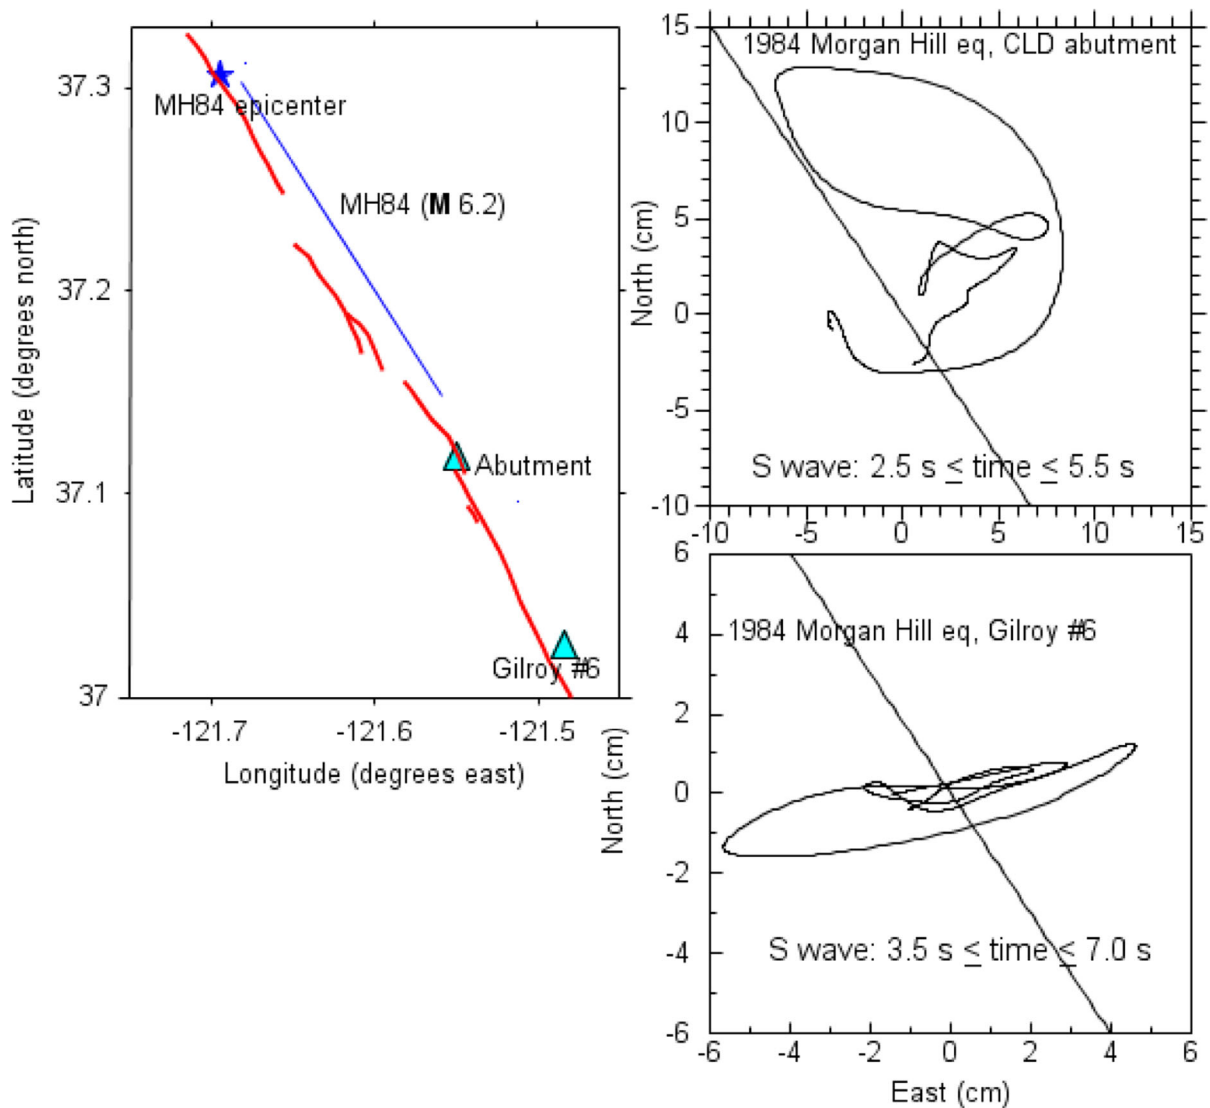 37.3
37.2
37.1
37
Latitude (degrees north)
-121.7
-121.6
-121.5
Longitude (degrees east)
MH84 epicenter
MH84 (M 6.2)
Abutment
Gilroy #6
15
10
5
0
-5
-10
North (cm)
1984 Morgan Hill eq, CLD abutment
S wave: 2.5 s ≤ time ≤ 5.5 s
-10
-5
0
5
10
15
6
4
2
0
-2
-4
-6
North (cm)
1984 Morgan Hill eq, Gilroy #6
S wave: 3.5 s ≤ time ≤ 7.0 s
-6
-4
-2
0
2
4
6
East (cm)